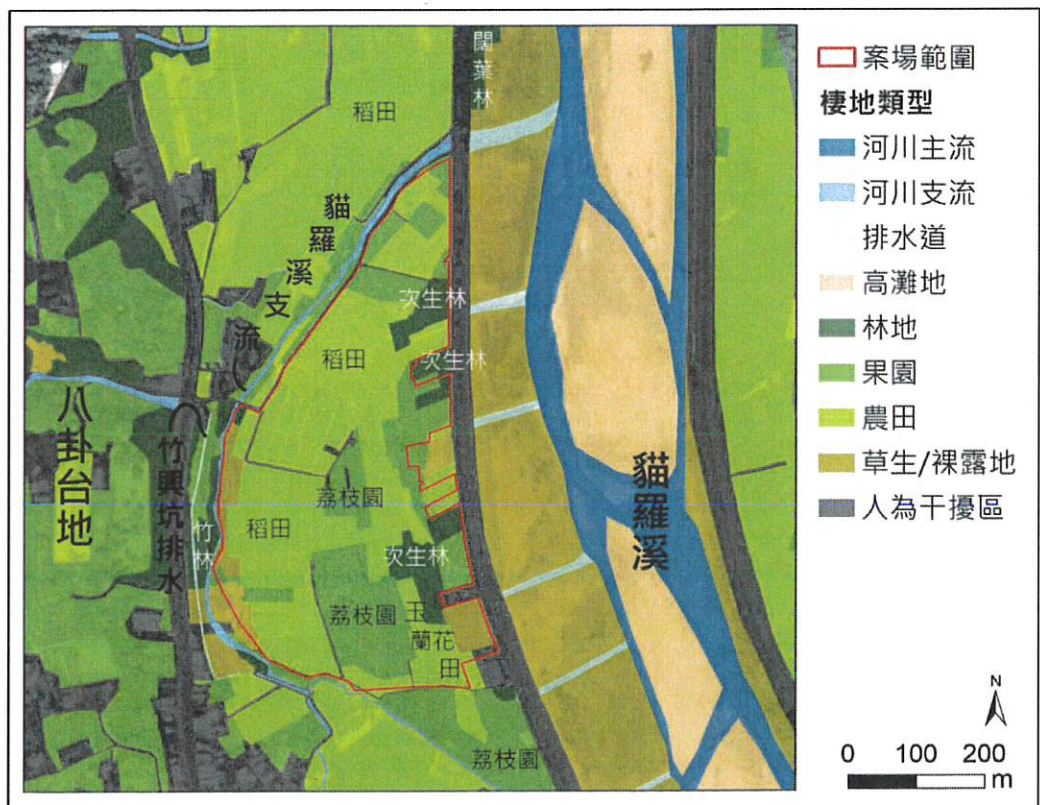 闊葉林
稻田
貓羅溪支流(
次生林
次生林
稻田
八卦台地
竹興坑排水
)
荔枝園
稻田
竹林
次生林
荔枝園
玉蘭花田
荔枝園
貓羅溪
案場範圍
棲地類型
河川主流
河川支流
排水道
高灘地
林地
果園
農田
草生/裸露地
人為干擾區
N
0 100 200
m